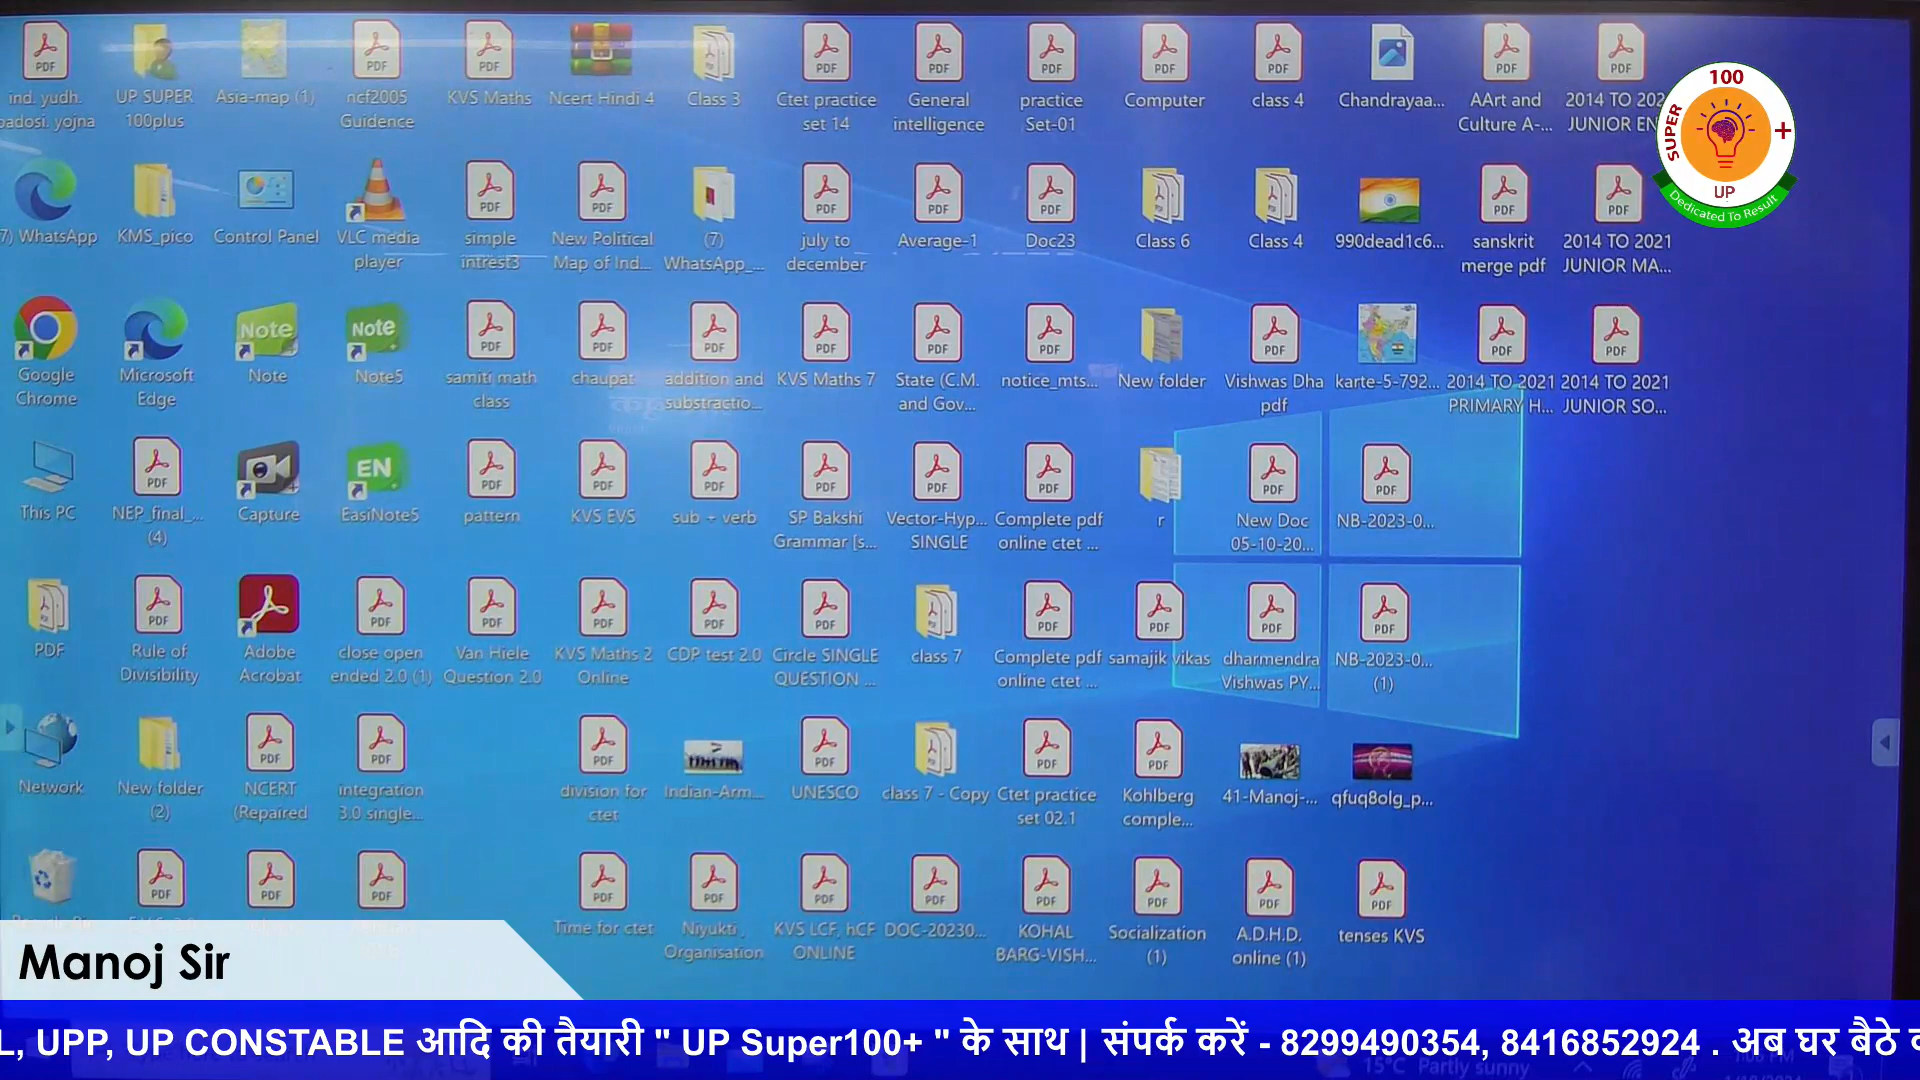 ind. yudh.
padosi. yojna
UP SUPER
100plus
Asia-map (1)
ncf2005
Guidence
KVS Maths
Ncert Hindi 4
Class 3
Ctet practice
set 14
General
intelligence
practice
Set-01
Computer
class 4
Chandrayaa...
AArt and
Culture A-...
2014 TO 202
JUNIOR EN
100
SUPER
+
UP
Dedicated To Result
7) WhatsApp
KMS_pico
Control Panel
VLC media
player
simple
intrest3
New Political
Map of Ind...
(7)
WhatsApp_...
july to
december
Average-1
Doc23
Class 6
Class 4
990dead1c6...
sanskrit
merge pdf
2014 TO 2021
JUNIOR MA...
Google
Chrome
Microsoft
Edge
Note
Note5
samiti math
class
chaupat
addition and
substractio...
KVS Maths 7
State (C.M.
and Gov...
notice_mts...
New folder
Vishwas Dha
pdf
karte-5-792...
2014 TO 2021
PRIMARY H...
2014 TO 2021
JUNIOR SO...
This PC
NEP_final_...
(4)
Capture
EasiNote5
pattern
KVS EVS
sub + verb
SP Bakshi
Grammar [s...
Vector-Hyp...
SINGLE
Complete pdf
online ctet ...
r
New Doc
05-10-20...
NB-2023-0...
PDF
Rule of
Divisibility
Adobe
Acrobat
close open
ended 2.0 (1)
Van Hiele
Question 2.0
KVS Maths 2
Online
CDP test 2.0
Circle SINGLE
QUESTION ...
class 7
Complete pdf
online ctet ...
samajik vikas
dharmendra
Vishwas PY...
NB-2023-0...
(1)
Network
New folder
(2)
NCERT
(Repaired
integration
3.0 single...
division for
ctet
Indian-Arm...
UNESCO
class 7 - Copy
Ctet practice
set 02.1
Kohlberg
comple...
41-Manoj-...
qfuq8olg_p...
Time for ctet
Niyukti
Organisation
KVS LCF, hCF
ONLINE
DOC-20230...
KOHAL
BARG-VISH...
Socialization
(1)
A.D.H.D.
online (1)
tenses KVS
Manoj Sir
L, UPP, UP CONSTABLE आदि की तैयारी " UP Super100+ " के साथ | संपर्क करें - 8299490354, 8416852924 . अब घर बैठे
15°C Partly sunny